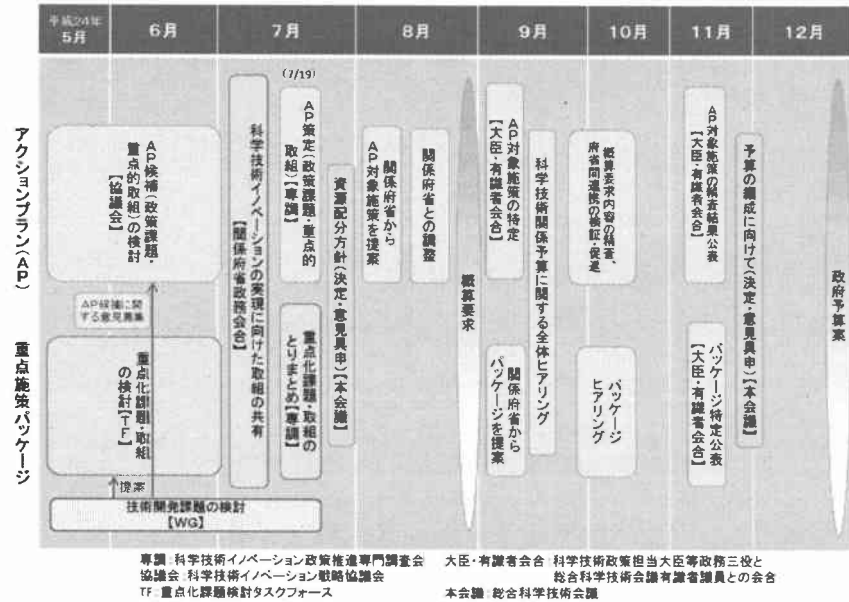 平成24年
5月
6月
7月
8月
9月
10月
11月
12月
アクションプラン(AP)
重点施策パッケージ
AP候補(政策課題・
重点的取組)の検討
【協議会】
AP候補に関
する意見募集
重点化課題・取組
の検討【TF】
提案
技術開発課題の検討
【WG】
科学技術イノベーションの実現に向けた取組の共有
【関係府省政務会合】
(7/19)
AP策定(政策課題・重点的
取組)【専調】
重点化課題・取組の
とりまとめ【専調】
資源配分方針(決定・意見具申)【本会議】
関係府省から
AP対象施策を提案
関係府省との調整
概算要求
AP対象施策の特定
【大臣・有識者会合】
関係府省から
パッケージを提案
科学技術関係予算に関する全体ヒアリング
概算要求内容の精査、
府省間連携の検証・促進
パッケージ
ヒアリング
AP対象施策の精査結果公表
【大臣・有識者会合】
パッケージ特定公表
【大臣・有識者会合】
予算の編成に向けて(決定・意見具申)【本会議】
政府予算案
専調:科学技術イノベーション政策推進専門調査会
協議会:科学技術イノベーション戦略協議会
TF:重点化課題検討タスクフォース
大臣・有識者会合:科学技術政策担当大臣等政務三役と
総合科学技術会議有識者議員との会合
本会議:総合科学技術会議